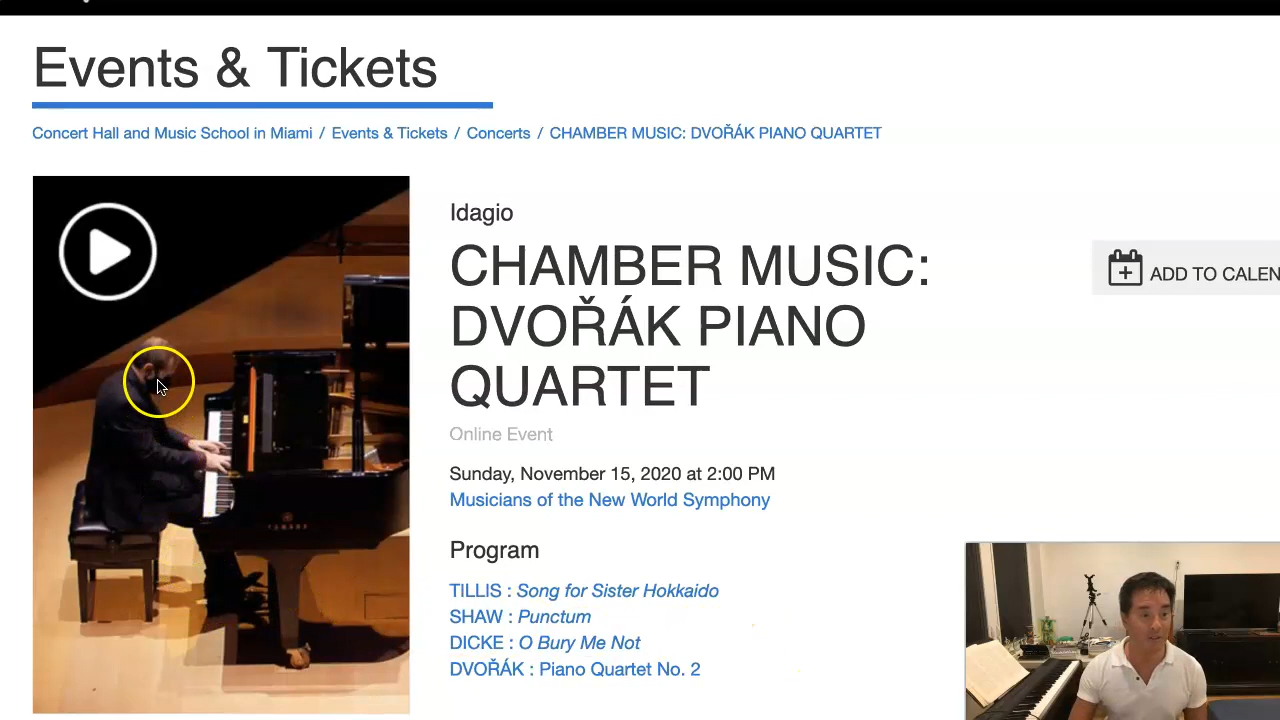 Events & Tickets
Concert Hall and Music School in Miami / Events & Tickets / Concerts / CHAMBER MUSIC: DVOŘÁK PIANO QUARTET
Idagio
CHAMBER MUSIC:
DVOŘÁK PIANO
QUARTET
ADD TO CALEN
Online Event
Sunday, November 15, 2020 at 2:00 PM
Musicians of the New World Symphony
Program
TILLIS : Song for Sister Hokkaido
SHAW : Punctum
DICKE : O Bury Me Not
DVOŘÁK : Piano Quartet No. 2
YAMAHA